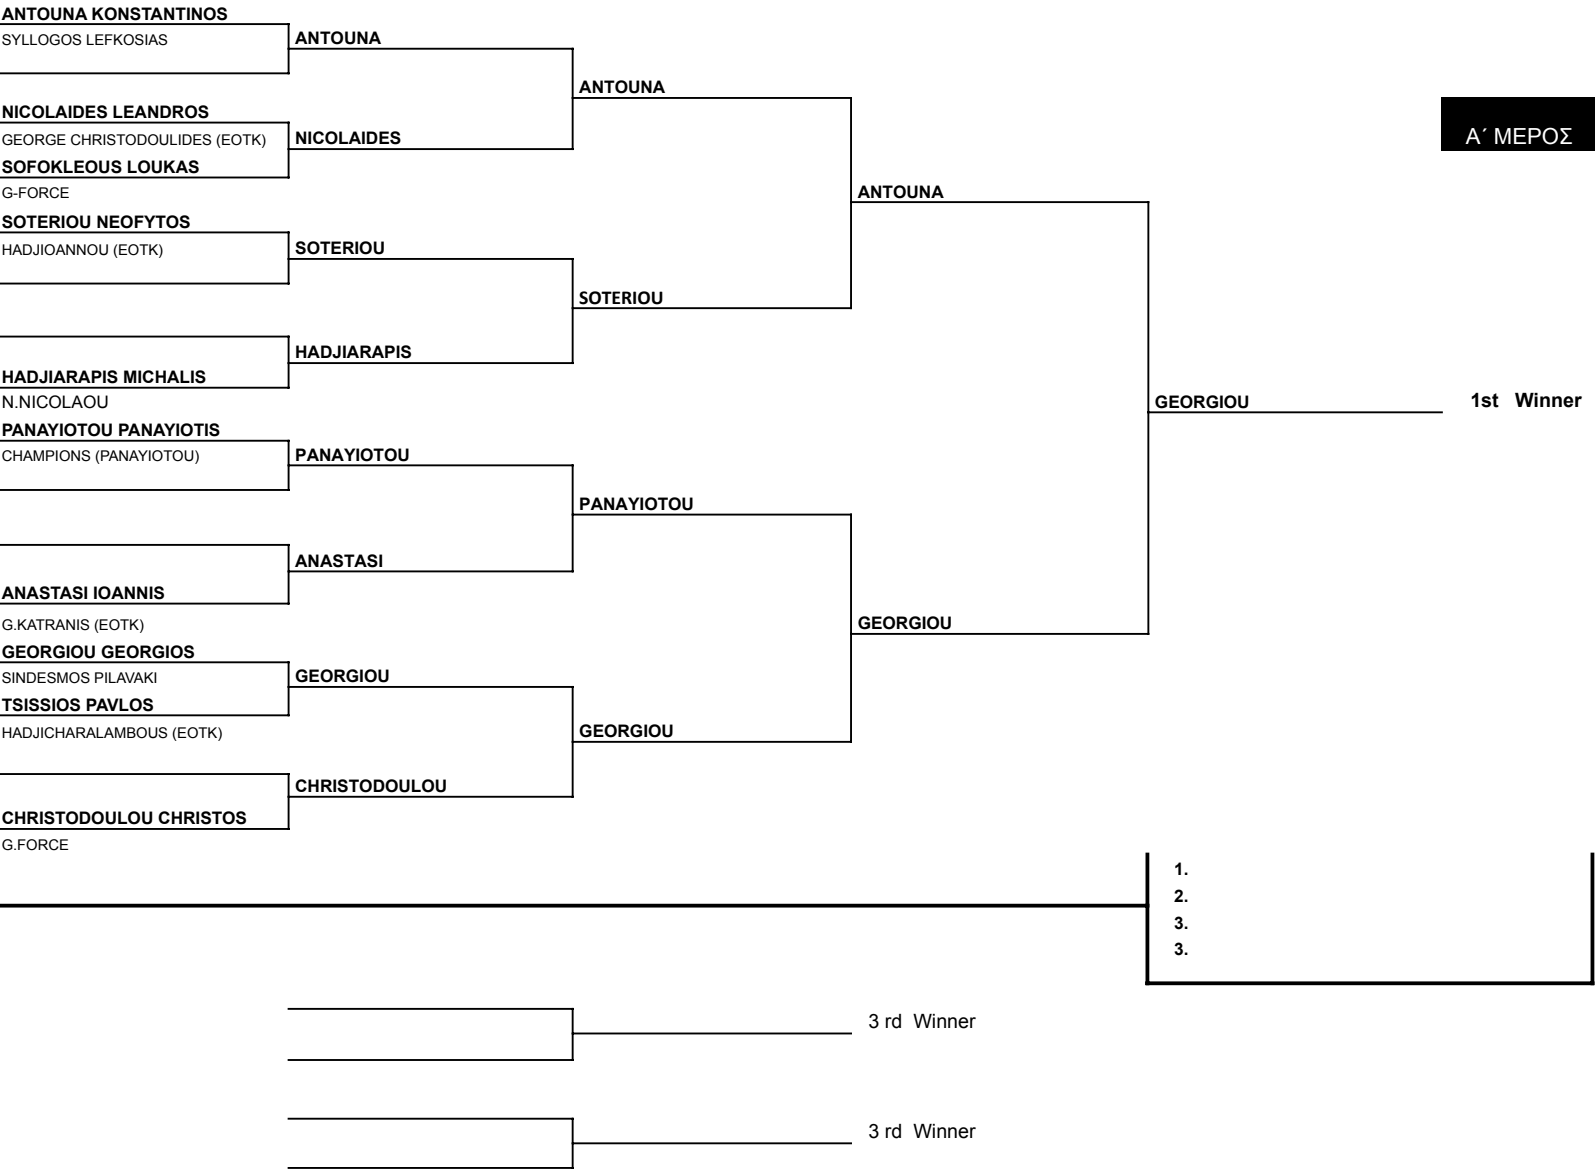 ANTOUNA KONSTANTINOS
SYLLOGOS LEFKOSIAS
ANTOUNA
ANTOUNA
NICOLAIDES LEANDROS
GEORGE CHRISTODOULIDES (EOTK)
NICOLAIDES
Α΄ ΜΕΡΟΣ
SOFOKLEOUS LOUKAS
G-FORCE
ANTOUNA
SOTERIOU NEOFYTOS
HADJIOANNOU (EOTK)
SOTERIOU
SOTERIOU
HADJIARAPIS
HADJIARAPIS MICHALIS
N.NICOLAOU
GEORGIOU
1st Winner
PANAYIOTOU PANAYIOTIS
CHAMPIONS (PANAYIOTOU)
PANAYIOTOU
PANAYIOTOU
ANASTASI
ANASTASI IOANNIS
G.KATRANIS (EOTK)
GEORGIOU
GEORGIOU GEORGIOS
SINDESMOS PILAVAKI
GEORGIOU
TSISSIOS PAVLOS
HADJICHARALAMBOUS (EOTK)
GEORGIOU
CHRISTODOULOU
CHRISTODOULOU CHRISTOS
G.FORCE
1.
2.
3.
3.
3 rd Winner
3 rd Winner